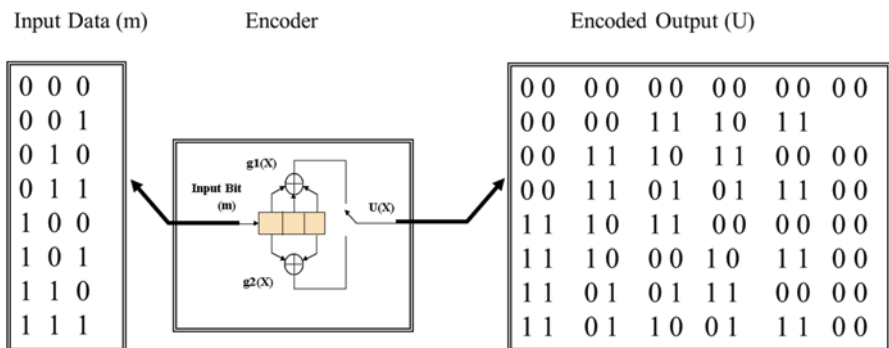 Input Data (m) Encoder Encoded Output (U)
0 0 0
0 0 1
0 1 0
0 1 1
1 0 0
1 0 1
1 1 0
1 1 1
g1(X)
Input Bit
(m)
U(X)
g2(X)
0 0 0 0 0 0 0 0 0 0 0 0
0 0 0 0 1 1 1 0 1 1
0 0 1 1 1 0 1 1 0 0 0 0
0 0 1 1 0 1 0 1 1 1 0 0
1 1 1 0 1 1 0 0 0 0 0 0
1 1 1 0 0 0 1 0 1 1 0 0
1 1 0 1 0 1 1 1 0 0 0 0
1 1 0 1 1 0 0 1 1 1 0 0